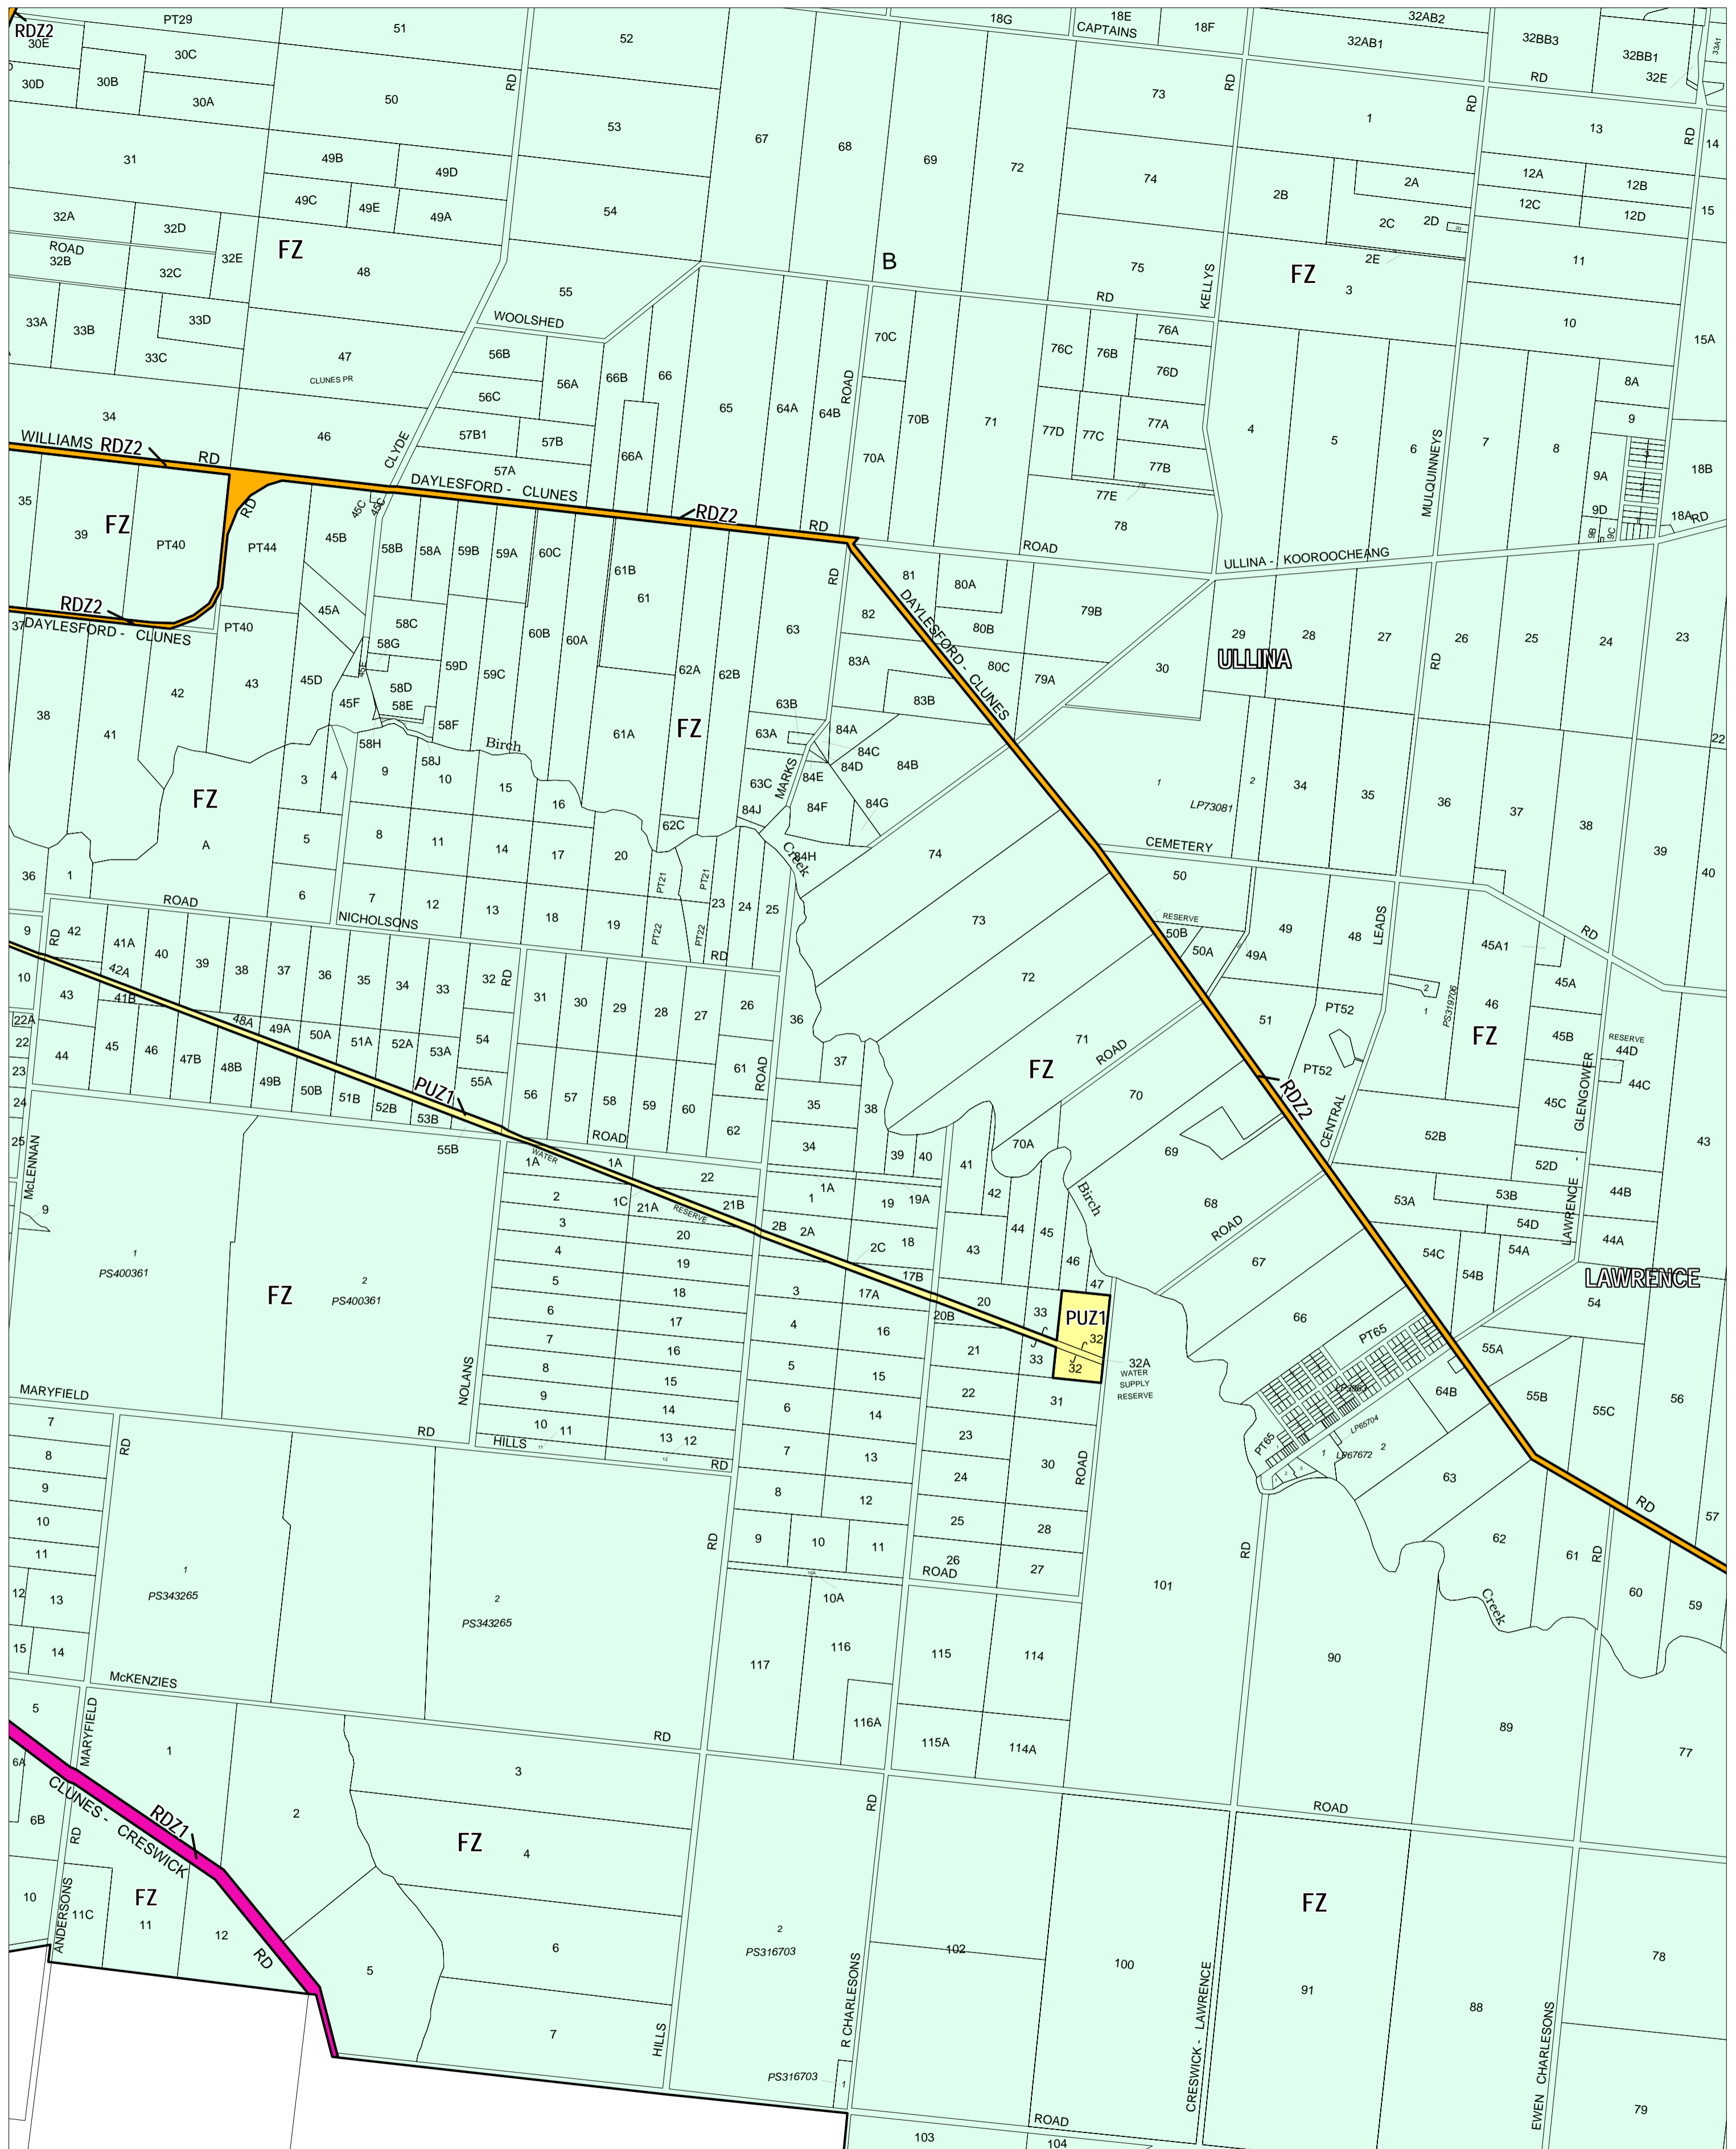 PT29
51
52
18G
18E
CAPTAINS
18F
32AB2
32AB1
32BB3
32BB1
32E
33A1
RDZ2
30E
30C
30D
30B
30A
50
RD
RD
RD
RD
73
1
13
RD
14
31
49B
49D
53
67
68
69
72
74
2B
2A
12A
12B
12C
12D
15
49C
49E
49A
54
2C
2D
32A
32D
ROAD
32B
32C
32E
FZ
48
B
75
KELLYS
FZ
2E
3
11
55
WOOLSHED
RD
10
15A
33A
33B
33D
33C
47
CLUNES PR
56B
56A
56C
66B
66
65
64A
64B
ROAD
70C
70B
71
76C
76B
76A
76D
77D
77C
77A
77B
77E
4
5
6
MULQUINNEYS
7
8
8A
9
9A
9D
9B
9C
18B
18A
RD
34
46
CLYDE
57B1
57B
57A
66A
70A
WILLIAMS
RDZ2
RD
DAYLESFORD - CLUNES
RDZ2
RD
78
ROAD
ULLINA - KOOROOCHEANG
35
39
FZ
PT40
RD
PT44
45C
45C
45B
58B
58A
59B
59A
60C
61B
61
63
RD
81
80A
82
80B
79B
RDZ2
DAYLESFORD - CLUNES
37
PT40
45A
58C
58G
60B
60A
62A
62B
DAYLESFORD - CLUNES
83A
80C
79A
83B
30
29
ULLINA
28
27
RD
26
25
24
23
38
41
42
43
45D
45F
45E
58D
58E
58F
59D
59C
61A
FZ
63B
63A
84A
84C
84D
84B
84E
84F
84G
84J
84H
63C
MARKS
22
58H
58J
Birch
FZ
A
3
4
9
10
15
16
5
8
11
14
17
20
62C
6
7
12
13
18
19
PT21
PT21
PT22
PT22
23
24
25
Creek
74
1
LP73081
2
34
35
36
37
38
39
40
CEMETERY
36
1
ROAD
NICHOLSONS
RD
73
50
RESERVE
50B
50A
49
49A
48
LEADS
45A1
RD
9
RD
42
41A
40
39
38
37
36
35
34
33
32
RD
10
42A
43
41B
31
30
29
28
27
26
36
72
51
PT52
2
1
PS319706
46
FZ
45A
22A
22
44
45
46
47B
48A
48B
49A
49B
50A
50B
51A
51B
52A
52B
53A
53B
54
55A
PUZ1
56
57
58
59
60
61
ROAD
62
37
35
34
38
71
FZ
ROAD
70
PT52
RDZ2
CENTRAL
45B
RESERVE
44D
44C
45C
GLENGOWER
43
23
24
25
McLENNAN
55B
ROAD
WATER
1A
1A
22
39
40
41
42
70A
69
52B
52D
9
2
1C
21A
21B
RESERVE
1A
1
19
19A
44
45
Birch
68
ROAD
53A
53B
54D
44B
LAWRENCE -
1
PS400361
2
PS400361
FZ
3
4
5
6
7
8
9
10
11
20
19
18
17
16
15
14
13
12
2B
2A
2C
18
17B
17A
43
46
47
67
54C
54B
54A
44A
LAWRENCE
54
3
4
5
6
7
8
16
15
14
13
12
20
20B
21
22
23
24
25
33
33
PUZ1
32
32
32A
WATER
SUPPLY
RESERVE
31
66
PT65
LP3963
55A
64B
55B
55C
56
MARYFIELD
NOLANS
RD
HILLS
RD
PT65
1
LP65704
LP67672
2
63
RD
57
7
8
9
10
11
12
13
15
14
RD
1
PS343265
2
PS343265
RD
9
10
11
30
ROAD
28
26
ROAD
27
101
RD
62
61
RD
60
59
Creek
10A
116
117
115
114
90
McKENZIES
MARYFIELD
5
6A
6B
RD
1
2
RD
116A
115A
114A
89
77
CLUNES - CRESWICK
RDZ1
3
FZ
4
RD
ROAD
10
ANDERSONS
11C
FZ
11
12
RD
5
6
7
HILLS
2
PS316703
R CHARLESONS
102
100
CRESWICK - LAWRENCE
FZ
91
88
78
PS316703
1
EWEN CHARLESONS
79
ROAD
103
104